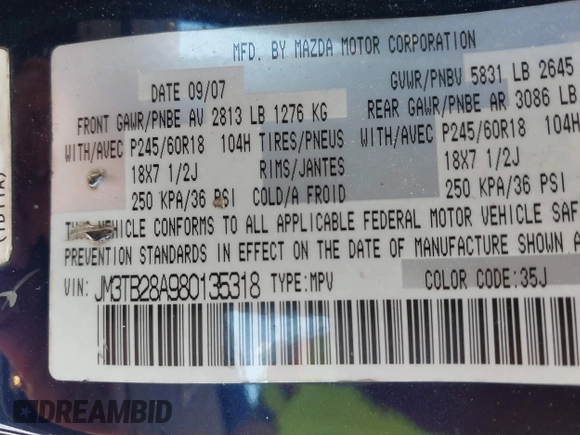 MFD. BY MAZDA MOTOR CORPORATION
DATE 09/07
GVWR/PNBV 5831 LB 2645
FRONT GAWR/PNBE AV 2813 LB 1276 KG
REAR GAWR/PNBE AR 3086 LB
WITH/AVEC P245/60R18 104H TIRES/PNEUS WITH/AVEC P245/60R18 104H
18X7 1/2J RIMS/JANTES 18X7 1/2J
250 KPA/36 PSI COLD/A FROID 250 KPA/36 PSI
VEHICLE CONFORMS TO ALL APPLICABLE FEDERAL MOTOR VEHICLE SAF
PREVENTION STANDARDS IN EFFECT ON THE DATE OF MANUFACTURE SHOWN
VIN: JM3TB28A980135318 TYPE:MPV COLOR CODE:35J
DREAMBID